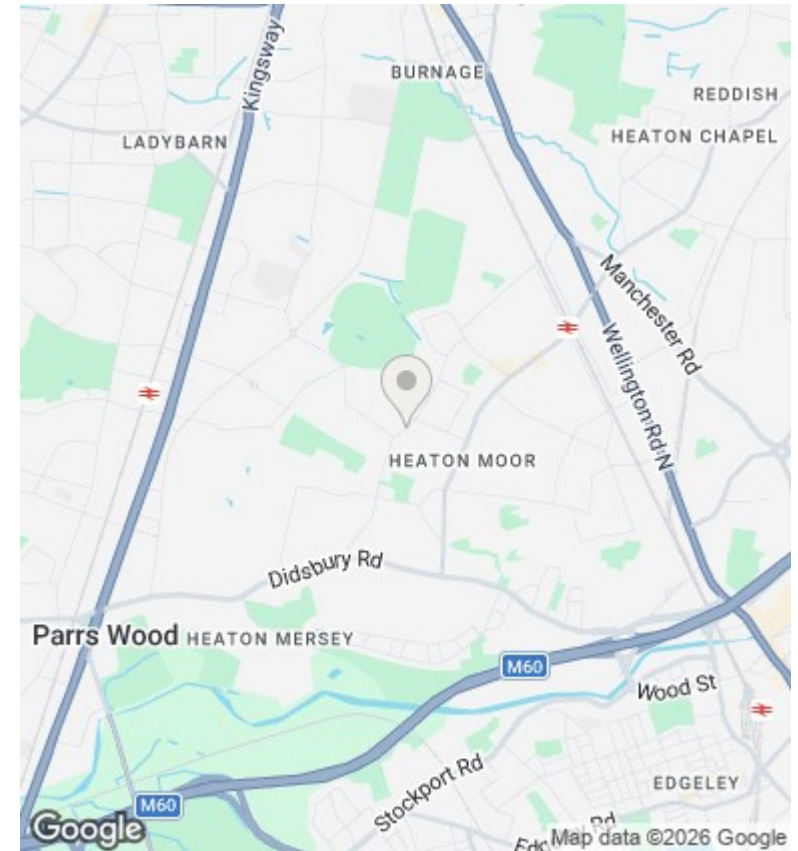 Kingsway
BURNAGE
REDDISH
LADYBARN
HEATON CHAPEL
Manchester Rd
Wellington Rd N
HEATON MOOR
Didsbury Rd
Parrs Wood
HEATON MERSEY
M60
Wood St
Stockport Rd
EDGELEY
M60
Google
Map data ©2026 Google